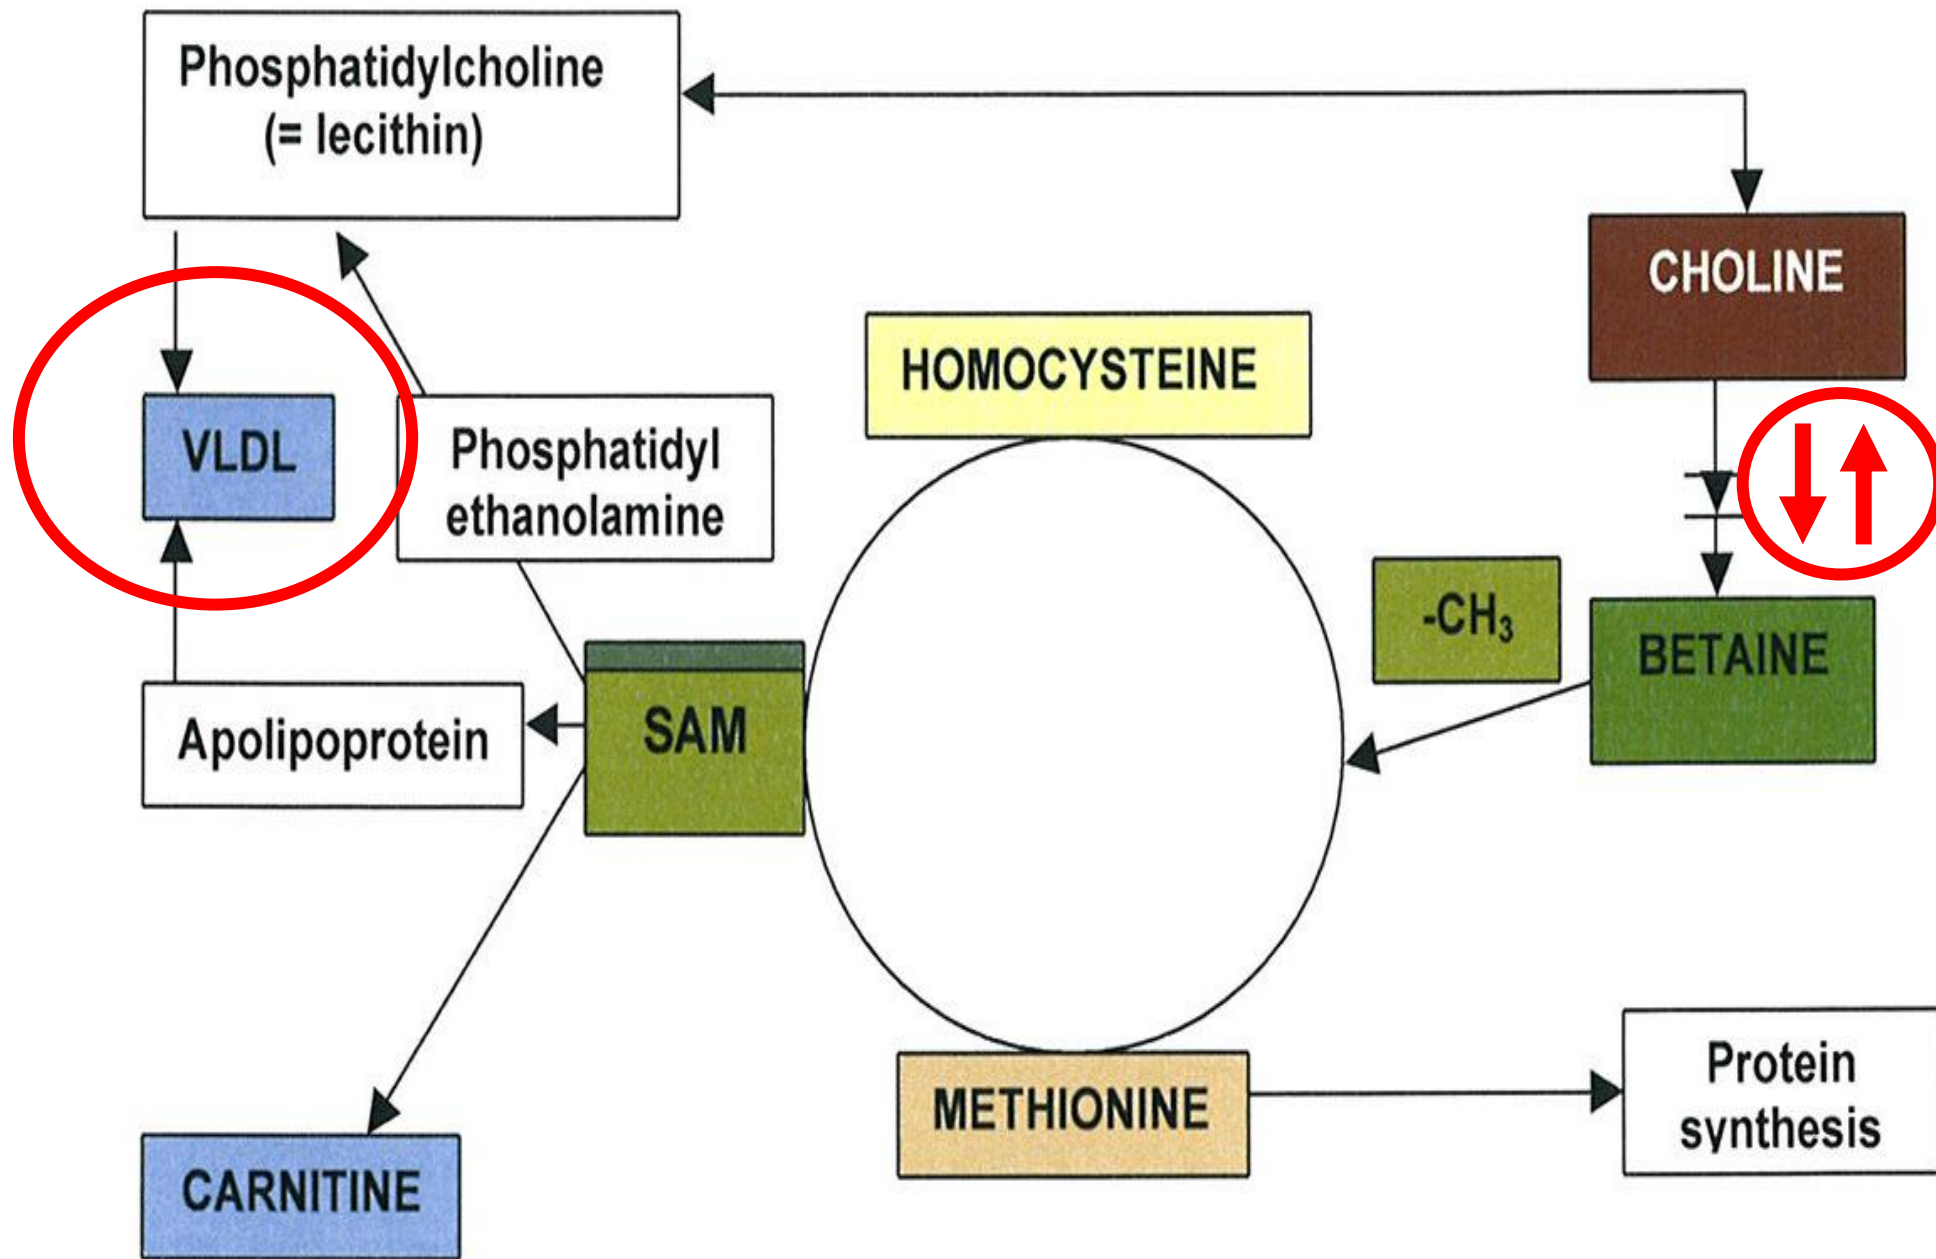 Phosphatidylcholine
(= lecithin)
CHOLINE
HOMOCYSTEINE
VLDL
Phosphatidyl
ethanolamine
-CH₃
BETAINE
SAM
Apolipoprotein
METHIONINE
Protein
synthesis
CARNITINE